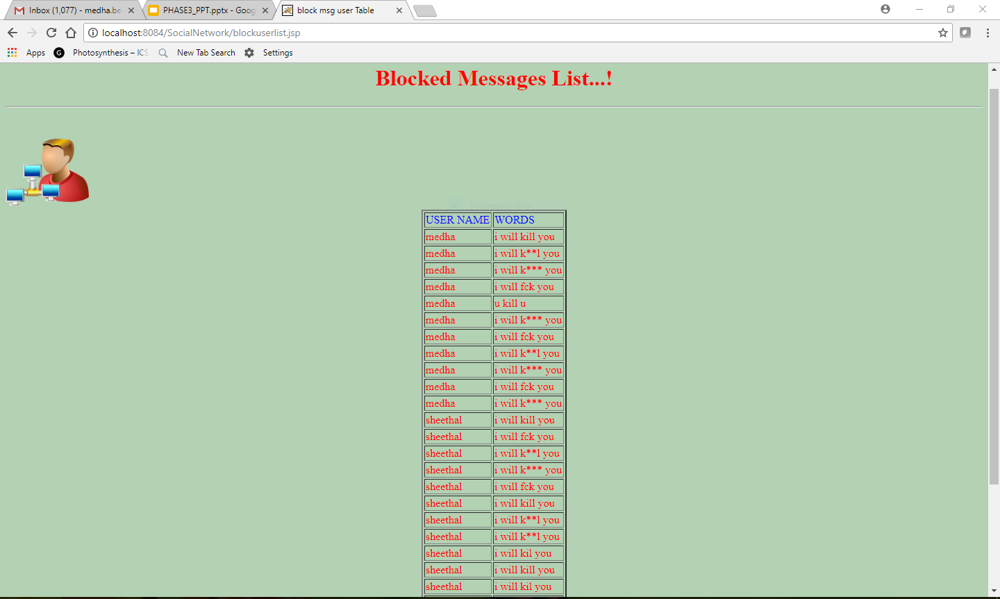 Inbox (1,077) - medha.be PHASE3_PPT.pptx - Goog block msg user Table
localhost:8084/SocialNetwork/blockuserlist.jsp
Apps G Photosynthesis – ICS New Tab Search Settings
Blocked Messages List...!
Rectangular Snip
USER NAME WORDS
medha i will kill you
medha i will k**l you
medha i will k*** you
medha i will fck you
medha u kill u
medha i will k*** you
medha i will fck you
medha i will k**l you
medha i will k*** you
medha i will fck you
medha i will k*** you
sheethal i will kill you
sheethal i will fck you
sheethal i will k**l you
sheethal i will k*** you
sheethal i will fck you
sheethal i will kill you
sheethal i will k**l you
sheethal i will k**l you
sheethal i will kil you
sheethal i will kill you
sheethal i will kil you